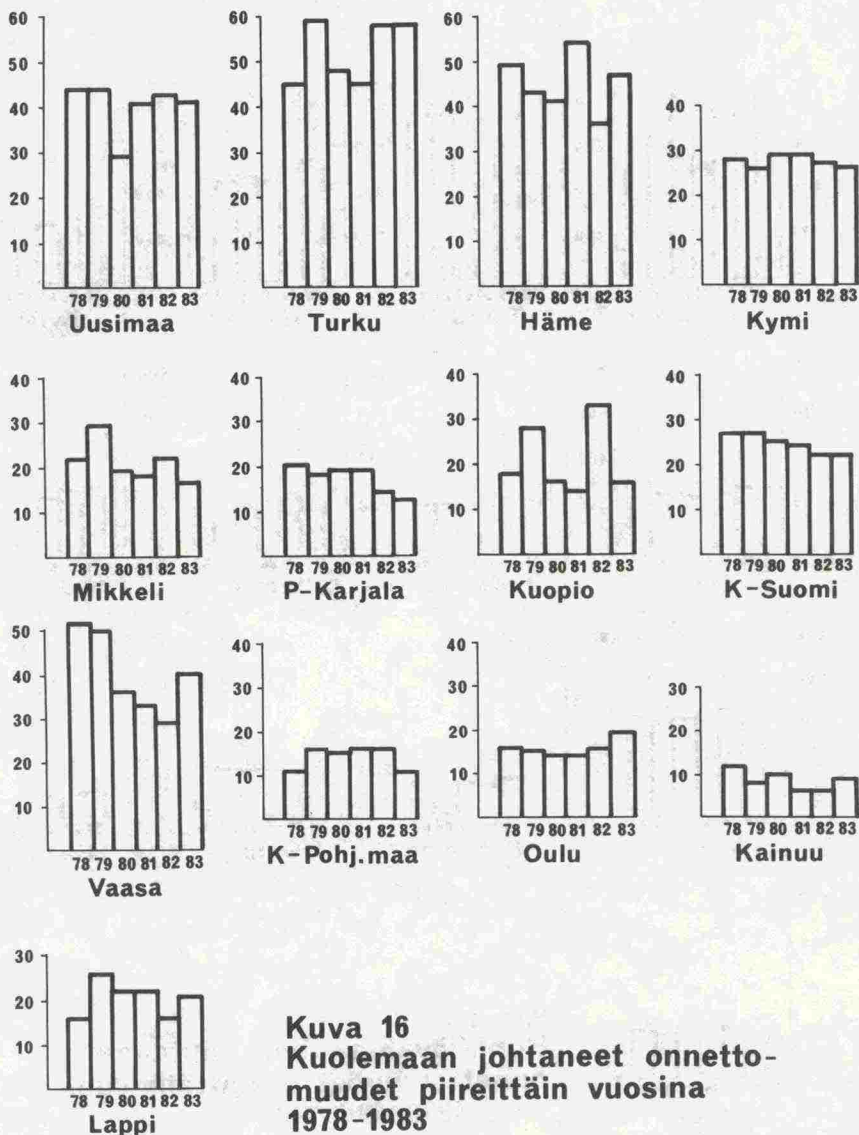 60 60 60
50 50 50
40 40 40 40
30 30 30 30
20 20 20 20
10 10 10 10
78 79 80 81 82 83 78 79 80 81 82 83 78 79 80 81 82 83 78 79 80 81 82 83
Uusimaa Turku Häme Kymi
40 40 40 40
30 30 30 30
20 20 20 20
10 10 10 10
78 79 80 81 82 83 78 79 80 81 82 83 78 79 80 81 82 83 78 79 80 81 82 83
Mikkeli P-Karjala Kuopio K-Suomi
50
40 40 40
30 30 30 30
20 20 20 20
10 10 10 10
78 79 80 81 82 83 78 79 80 81 82 83 78 79 80 81 82 83 78 79 80 81 82 83
Vaasa K-Pohj.maa Oulu Kainuu
30
20
10
78 79 80 81 82 83
Lappi
Kuva 16
Kuolemaan johtaneet onnetto-
muudet piireittäin vuosina
1978-1983